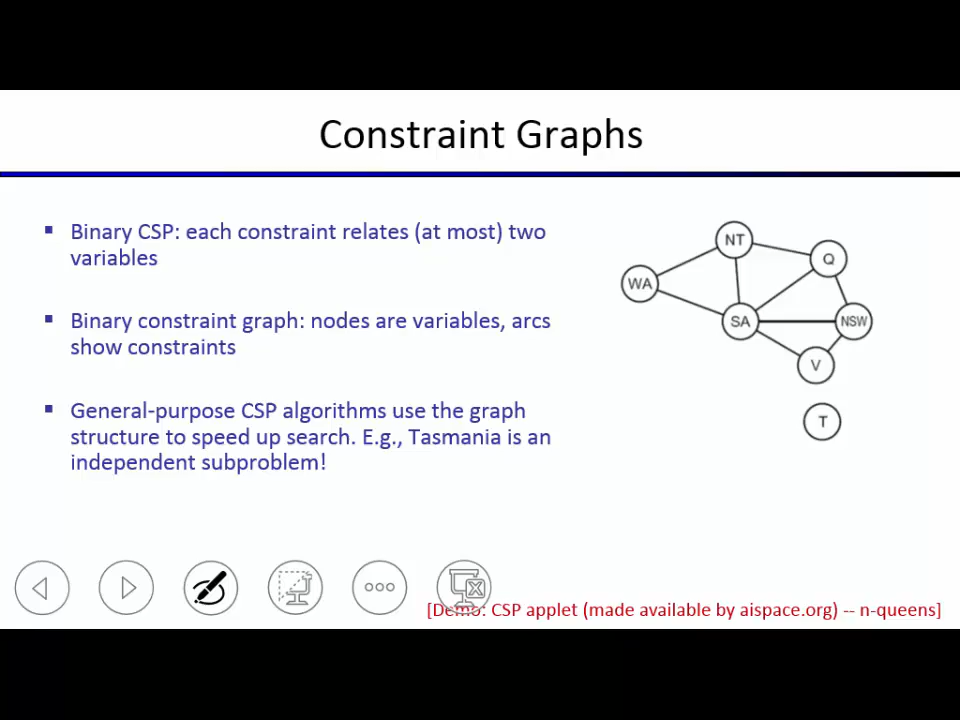 Constraint Graphs
▪ Binary CSP: each constraint relates (at most) two
variables
▪ Binary constraint graph: nodes are variables, arcs
show constraints
▪ General-purpose CSP algorithms use the graph
structure to speed up search. E.g., Tasmania is an
independent subproblem!
NT
Q
WA
SA
NSW
V
T
[Demo: CSP applet (made available by aispace.org) -- n-queens]